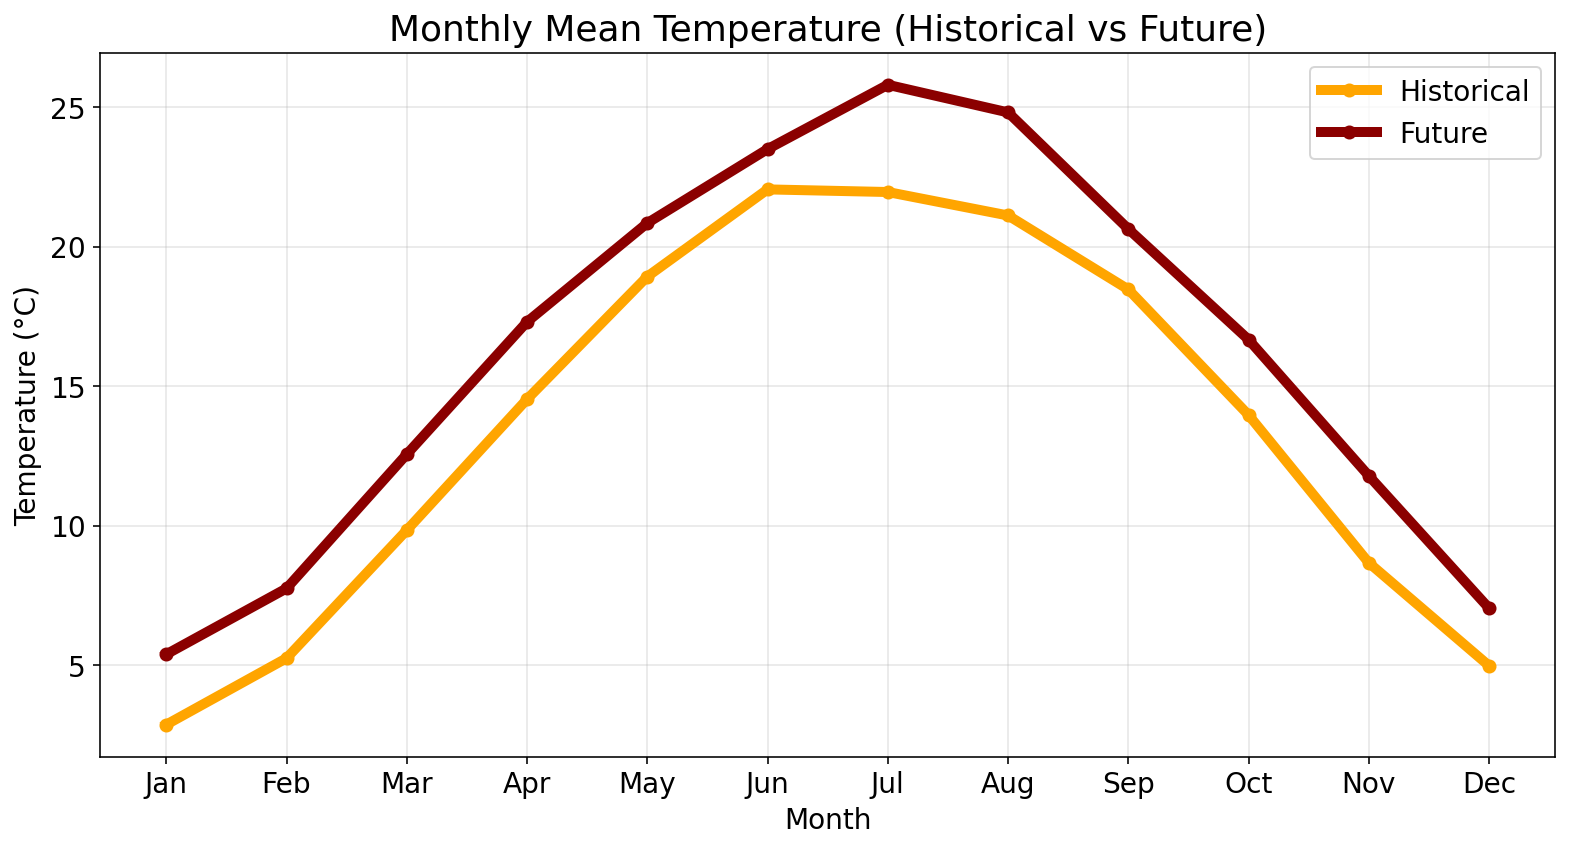 Monthly Mean Temperature (Historical vs Future)
Historical
Future
Temperature (°C)
25
20
15
10
5
Jan Feb Mar Apr May Jun Jul Aug Sep Oct Nov Dec
Month